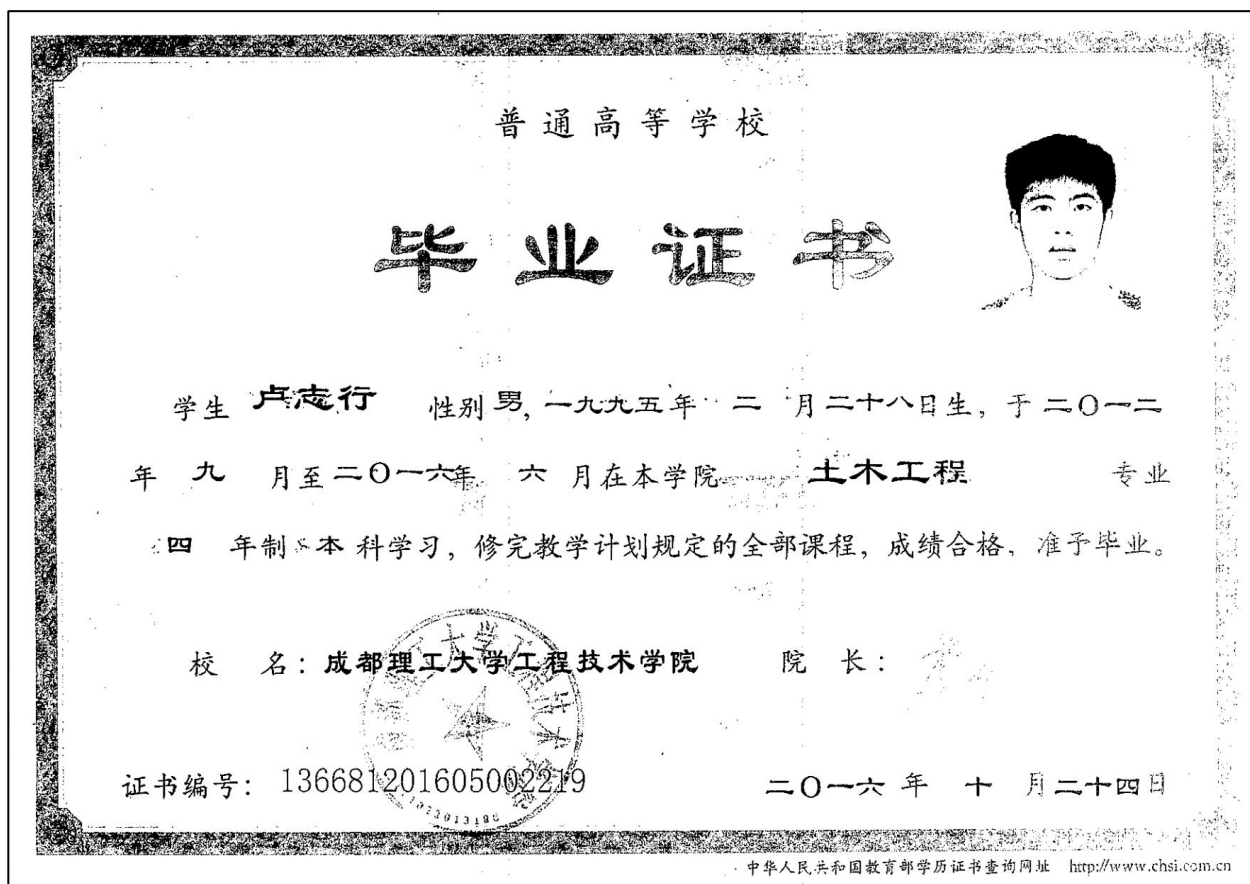 普通高等学校
毕业证书
学生 卢志行 性别 男, 一九九五年 二 月二十八日生, 于 二〇一二
年 九 月至二〇一六年 六 月在本学院 土木工程 专业
四 年制 本 科学习, 修完教学计划规定的全部课程, 成绩合格, 准予毕业。
校 名: 成都理工大学工程技术学院 院 长:
证书编号: 136681201605002219 二〇一六 年 十 月二十四日
中华人民共和国教育部学历证书查询网址 http://www.chsi.com.cn